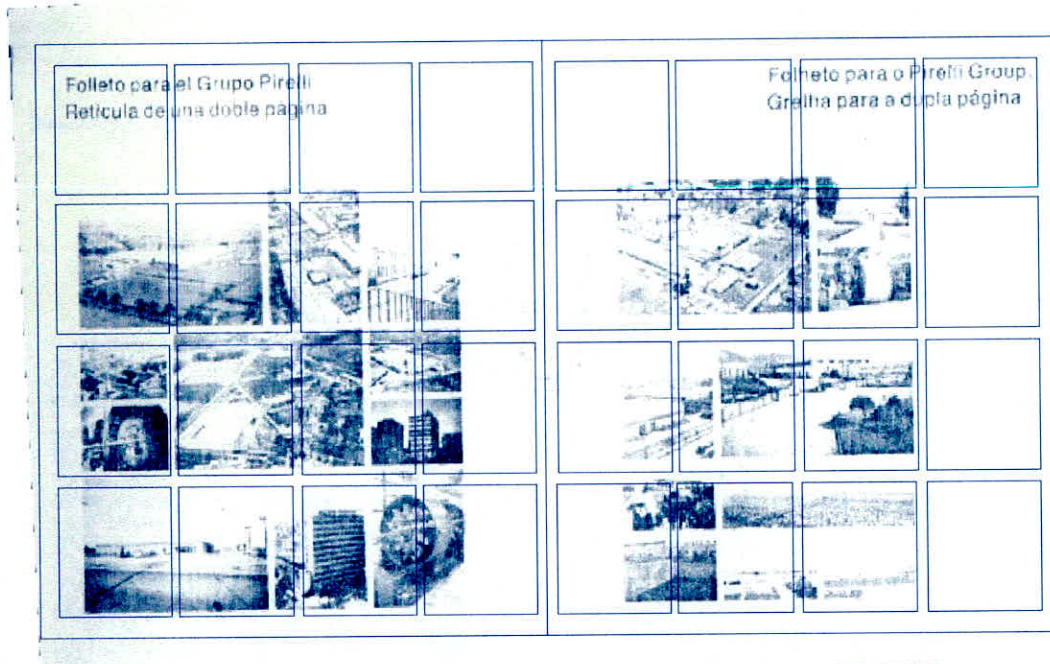 Folleto para el Grupo Pirelli
Retícula de una doble página
Folheto para o Pirelli Group.
Grelha para a dupla página